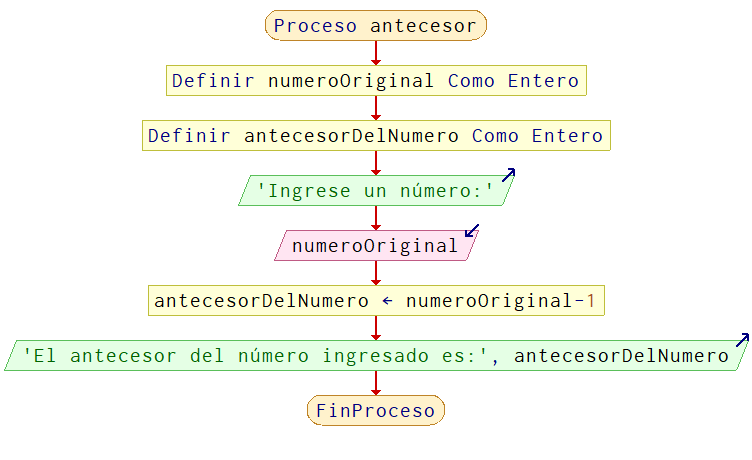 Proceso antecesor
Definir numeroOriginal Como Entero
Definir antecesorDelNumero Como Entero
'Ingrese un número:'
numeroOriginal
antecesorDelNumero ← numeroOriginal-1
'El antecesor del número ingresado es:', antecesorDelNumero
FinProceso